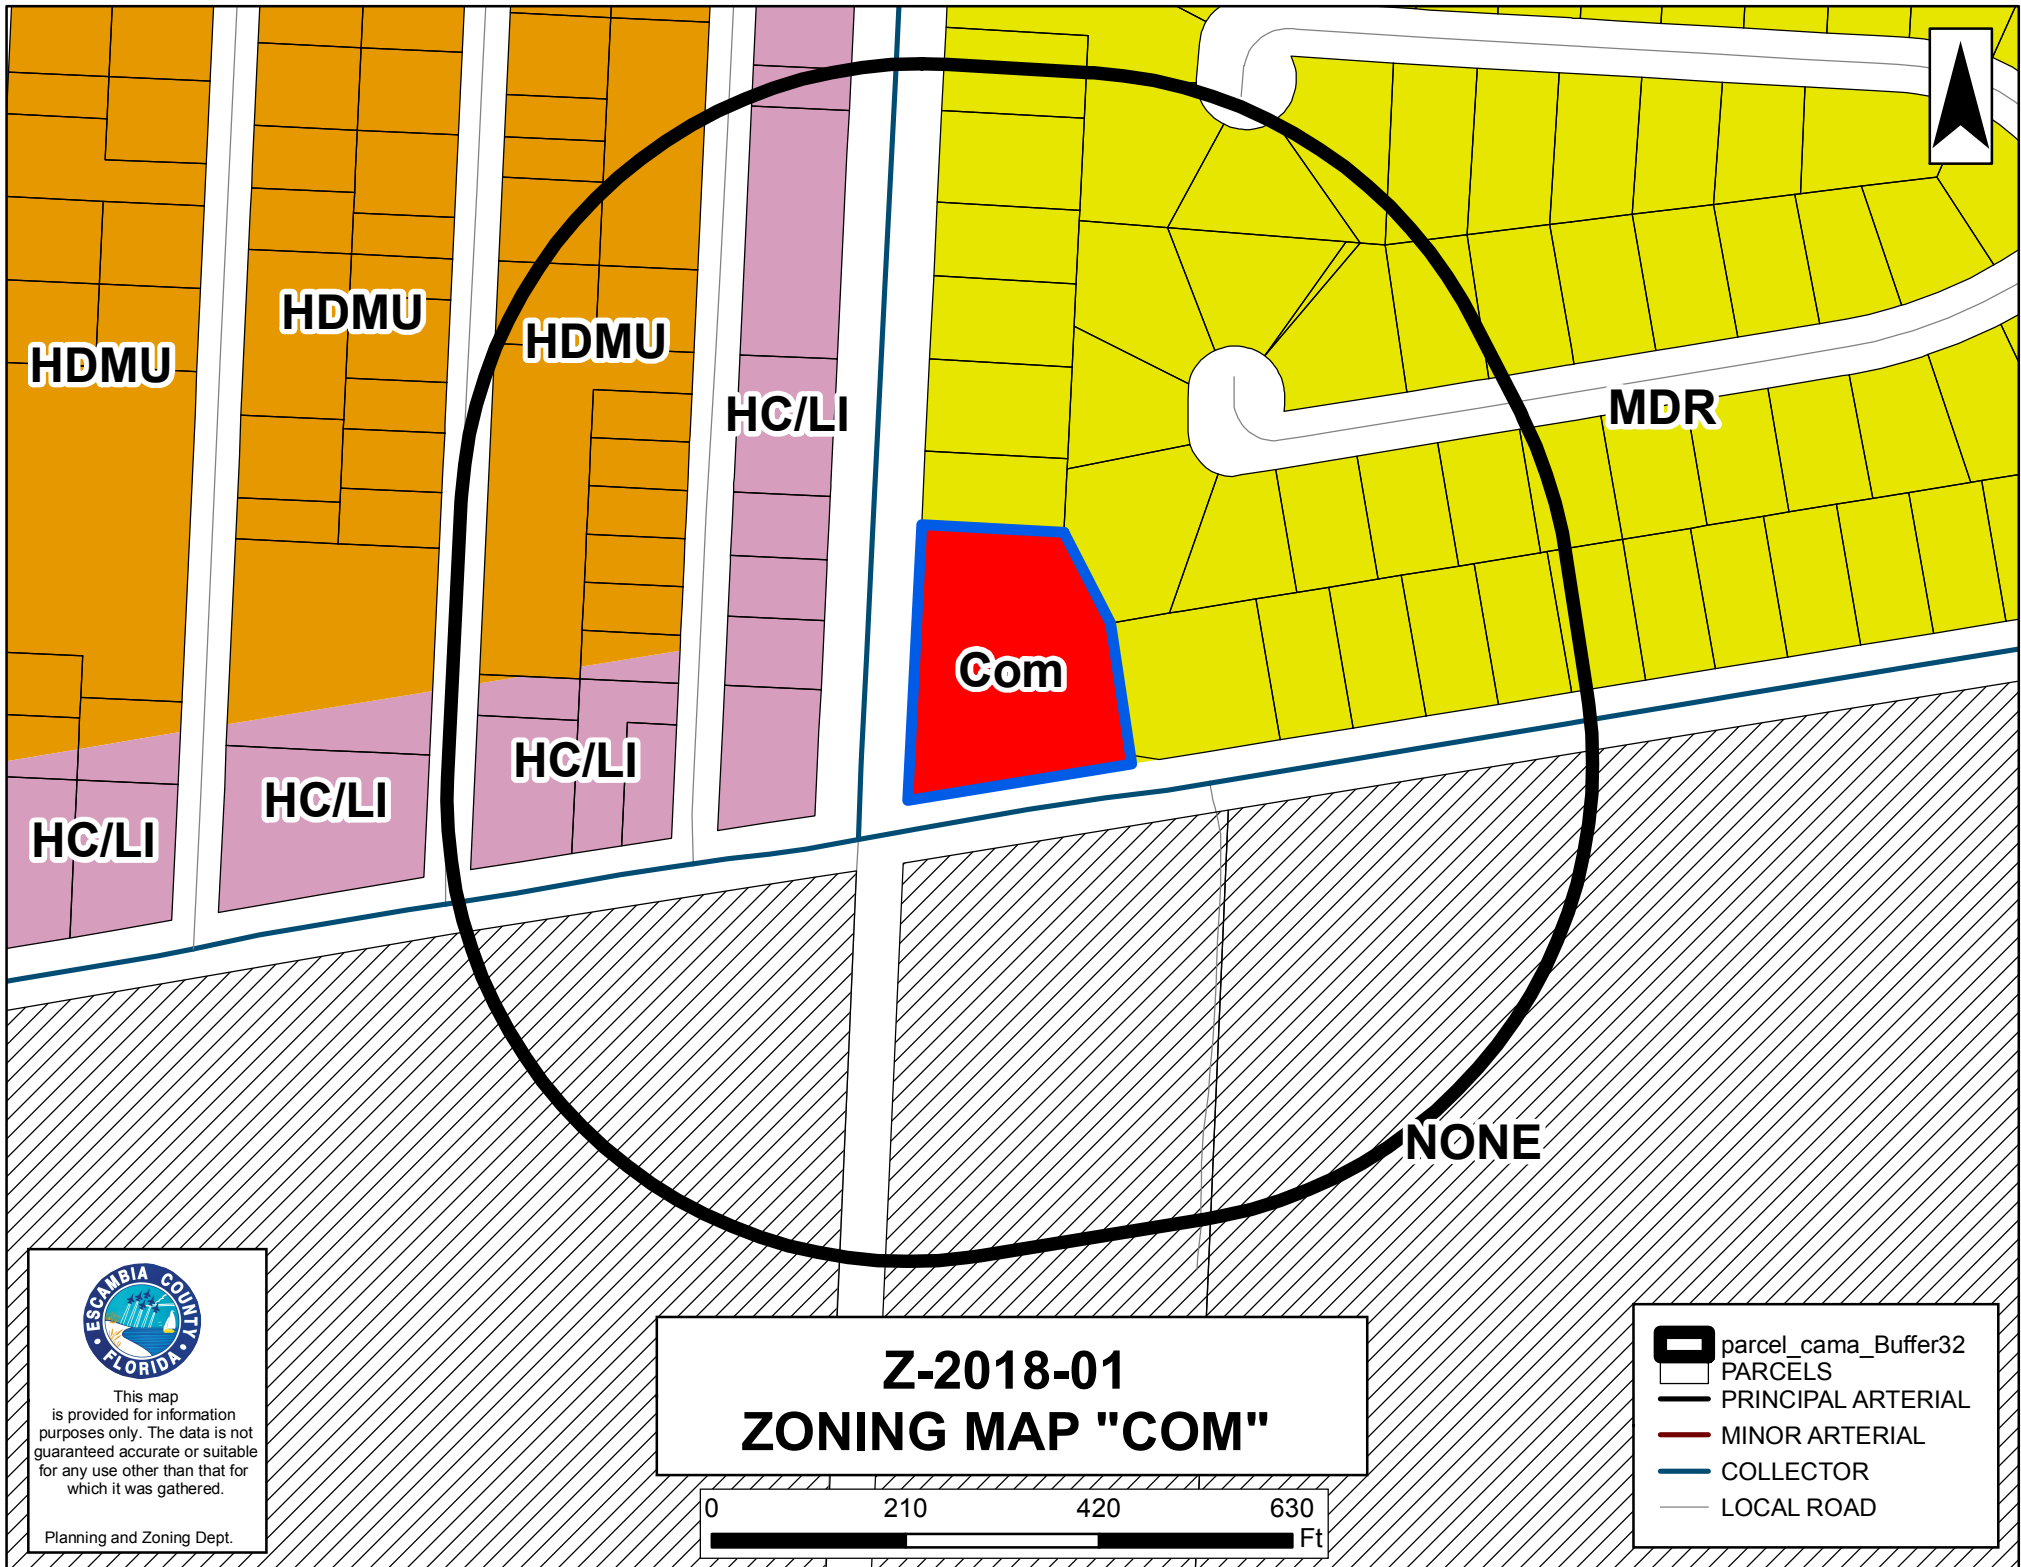 HDMU
HDMU
HDMU
HC/LI
MDR
Com
HC/LI
HC/LI
HC/LI
NONE
ESCAMBIA COUNTY
FLORIDA
This map
is provided for information
purposes only. The data is not
guaranteed accurate or suitable
for any use other than that for
which it was gathered.
Planning and Zoning Dept.
Z-2018-01
ZONING MAP "COM"
0 210 420 630
Ft
parcel_cama_Buffer32
PARCELS
PRINCIPAL ARTERIAL
MINOR ARTERIAL
COLLECTOR
LOCAL ROAD